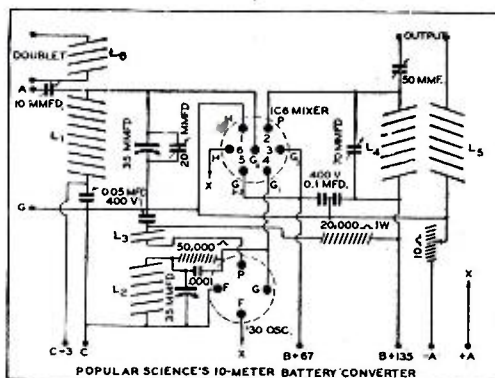 DOUBLET
L6
OUTPUT
A
10 MMFD.
L1
35 MMFD
20 MMFD
H
P
1C6 MIXER
2
6
3
H
G
5
4
G
G
X
50 MMF.
70 MMFD
L4
L5
.005 MFD
400 V
400 V
0.1 MFD.
G
20,000 Ω 1W
10 Ω
L3
50,000 Ω
L2
35 MMFD
.0001
P
F
G
F
'30 OSC.
X
X
C-3
C
B+67
B+135
-A
+A
POPULAR SCIENCE'S 10-METER BATTERY CONVERTER